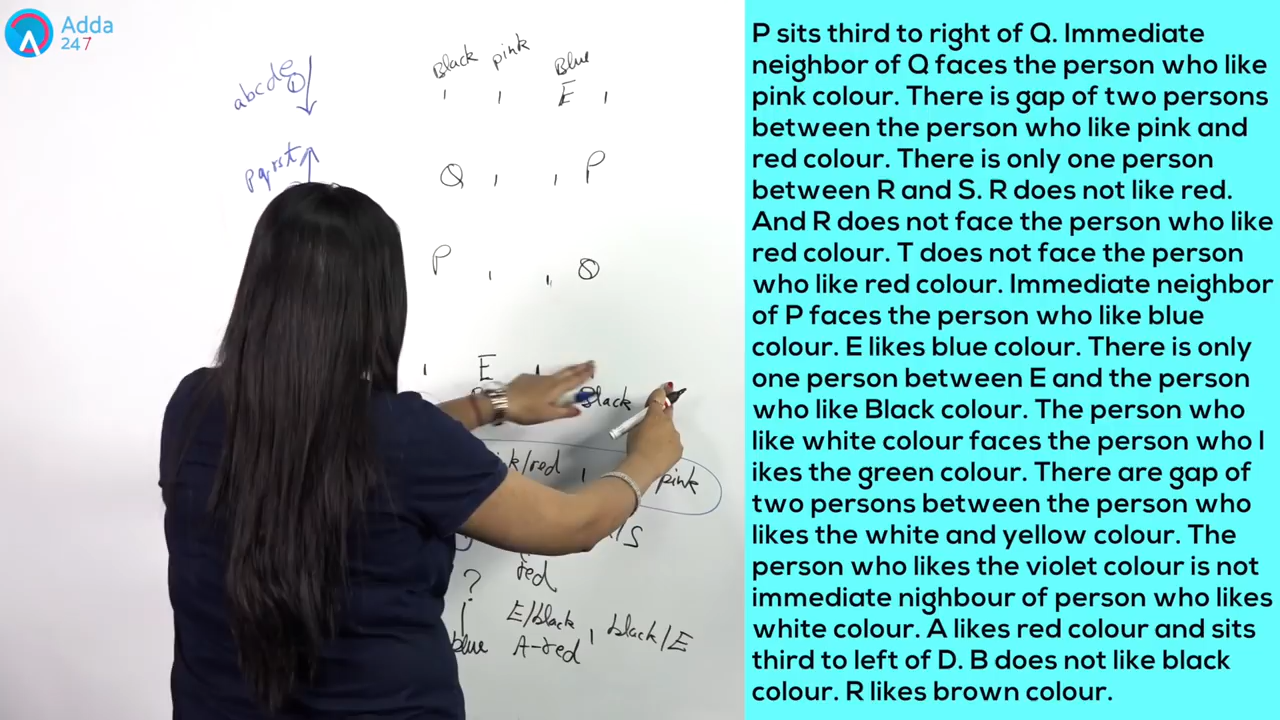 Adda
247
abcde
Black pink Blue
E
pqrst
Q P
P Q
E
Black
pink
red
?
E/black black/E
blue A-red
P sits third to right of Q. Immediate
neighbor of Q faces the person who like
pink colour. There is gap of two persons
between the person who like pink and
red colour. There is only one person
between R and S. R does not like red.
And R does not face the person who like
red colour. T does not face the person
who like red colour. Immediate neighbor
of P faces the person who like blue
colour. E likes blue colour. There is only
one person between E and the person
who like Black colour. The person who
like white colour faces the person who l
ikes the green colour. There are gap of
two persons between the person who
likes the white and yellow colour. The
person who likes the violet colour is not
immediate nighbour of person who likes
white colour. A likes red colour and sits
third to left of D. B does not like black
colour. R likes brown colour.